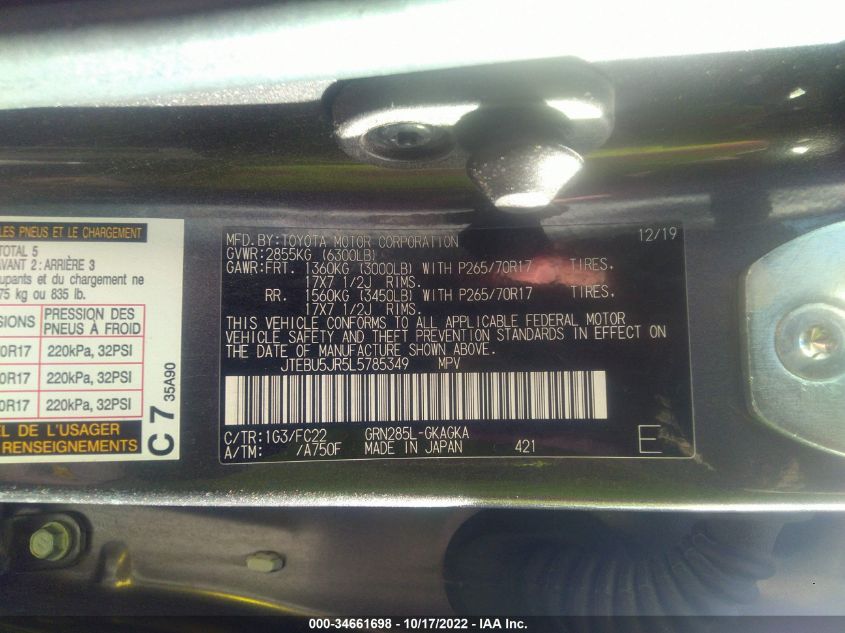 LES PNEUS ET LE CHARGEMENT
TOTAL 5
AVANT 2: ARRIÈRE 3
upants et du chargement ne
75 kg ou 835 lb.
SIONS PRESSION DES PNEUS À FROID
0R17 220kPa, 32PSI
0R17 220kPa, 32PSI
0R17 220kPa, 32PSI
EL DE L'USAGER
RENSEIGNEMENTS
C 7 35A90
MFD.BY:TOYOTA MOTOR CORPORATION 12/19
GVWR:2855KG (6300LB)
GAWR:FRT. 1360KG (3000LB) WITH P265/70R17 TIRES,
17X7 1/2J RIMS.
RR. 1560KG (3450LB) WITH P265/70R17 TIRES,
17X7 1/2J RIMS.
THIS VEHICLE CONFORMS TO ALL APPLICABLE FEDERAL MOTOR
VEHICLE SAFETY AND THEFT PREVENTION STANDARDS IN EFFECT ON
THE DATE OF MANUFACTURE SHOWN ABOVE.
JTEBU5JR5L5785349 MPV
C/TR:1G3/FC22 GRN285L-GKAGKA
A/TM: /A750F MADE IN JAPAN 421 E
000-34661698 - 10/17/2022 - IAA Inc.